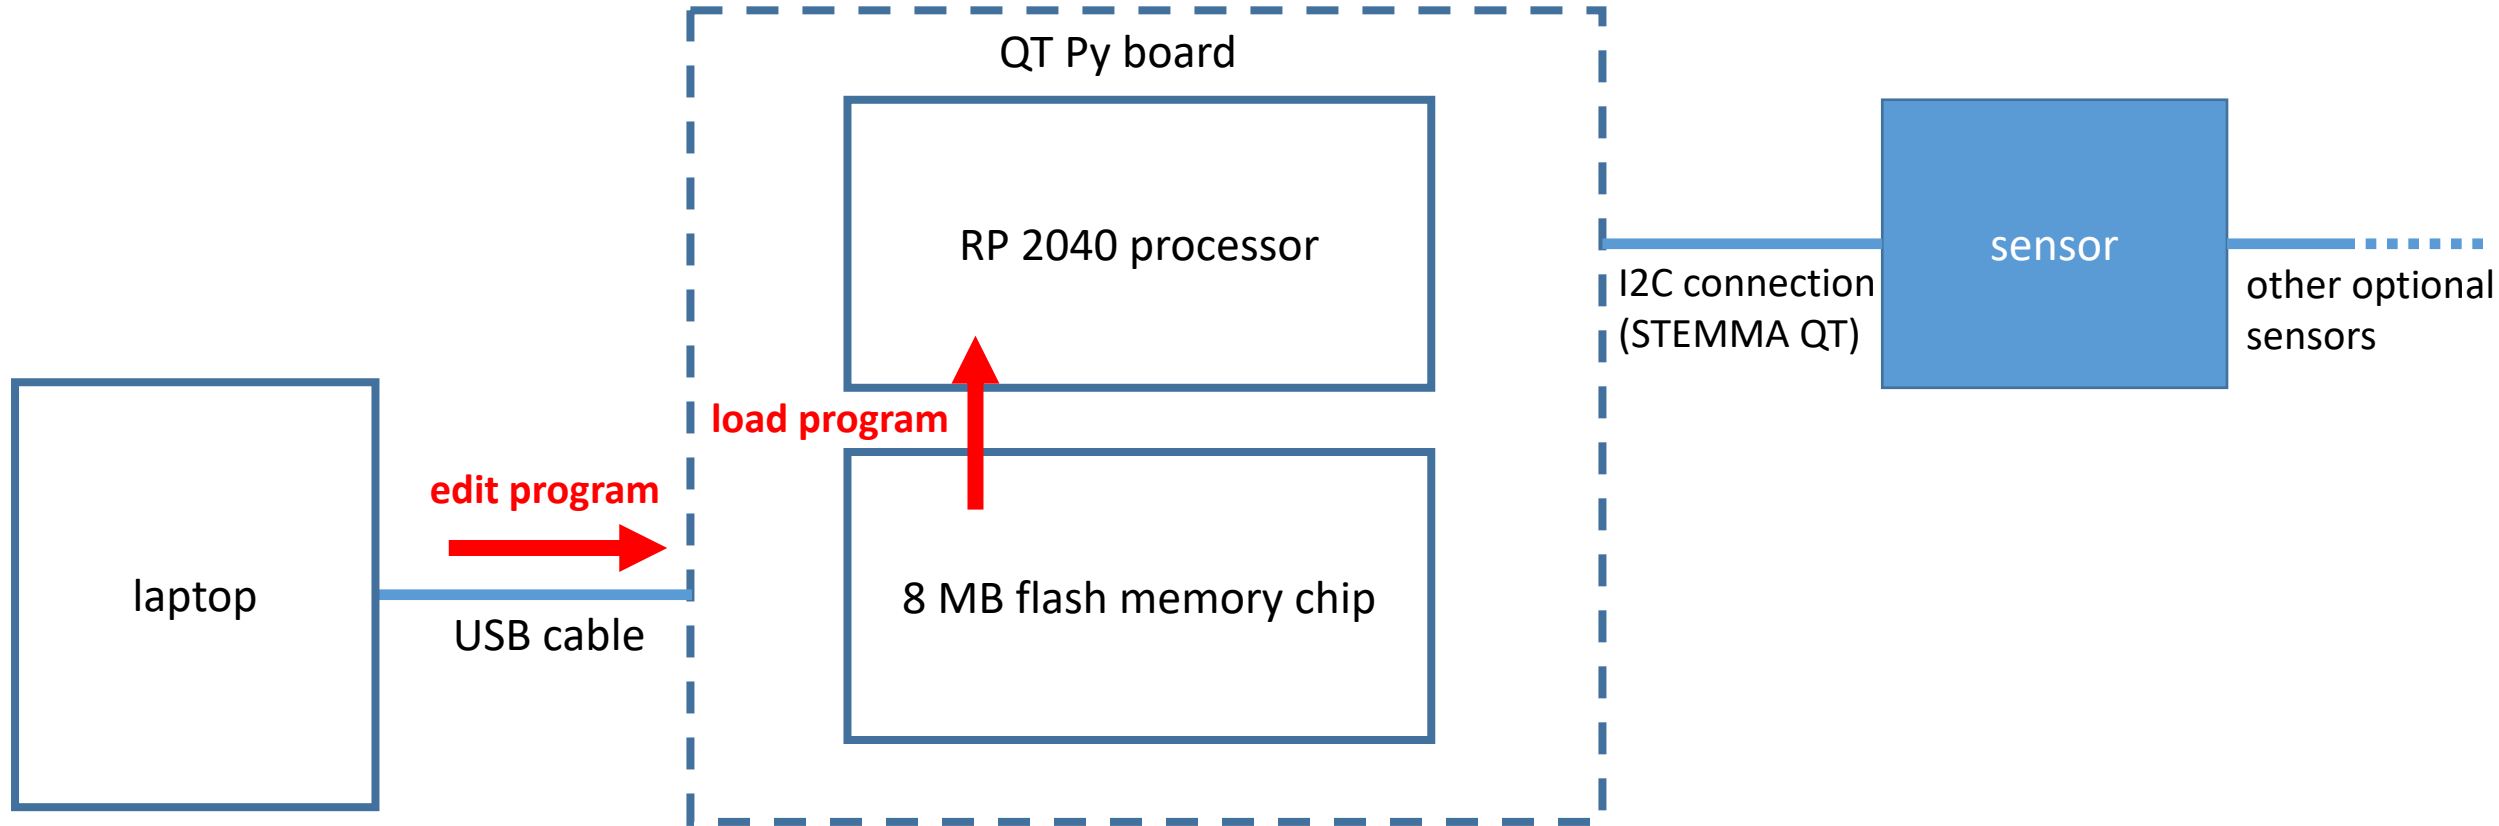 QT Py board
RP 2040 processor
sensor
I2C connection
(STEMMA QT)
other optional
sensors
load program
edit program
laptop
USB cable
8 MB flash memory chip